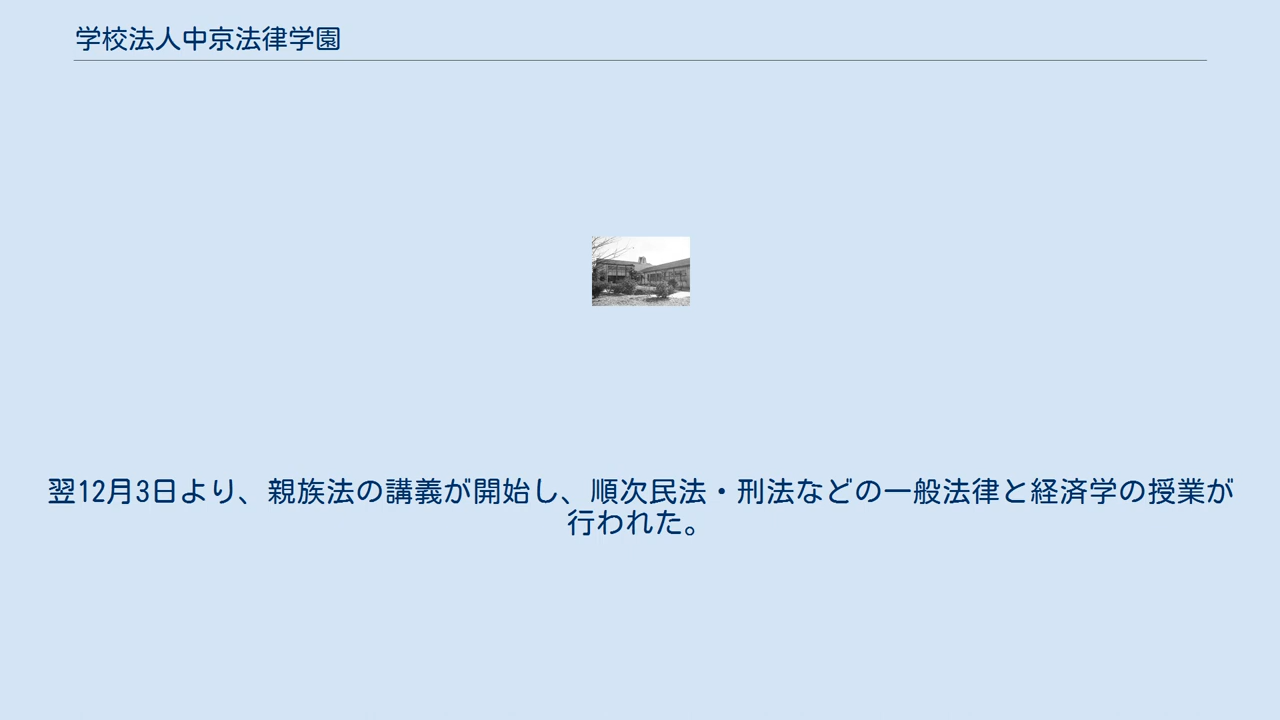 学校法人中京法律学園
翌12月3日より、親族法の講義が開始し、順次民法・刑法などの一般法律と経済学の授業が
行われた。